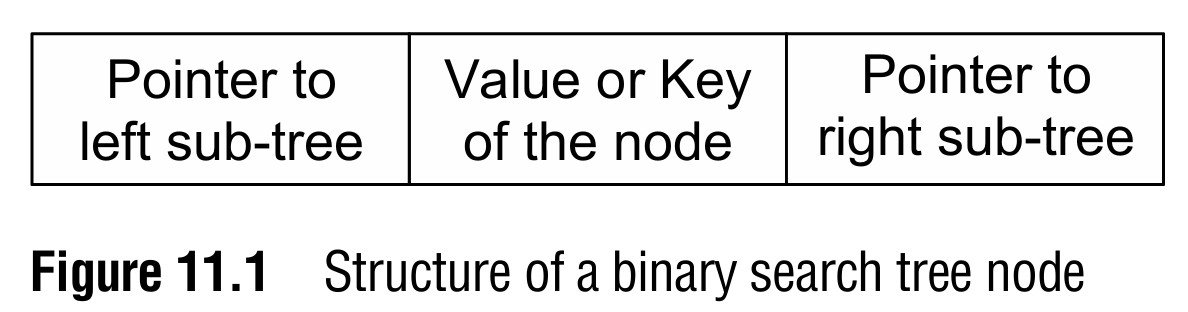 Pointer to
left sub-tree
Value or Key
of the node
Pointer to
right sub-tree
Figure 11.1 Structure of a binary search tree node